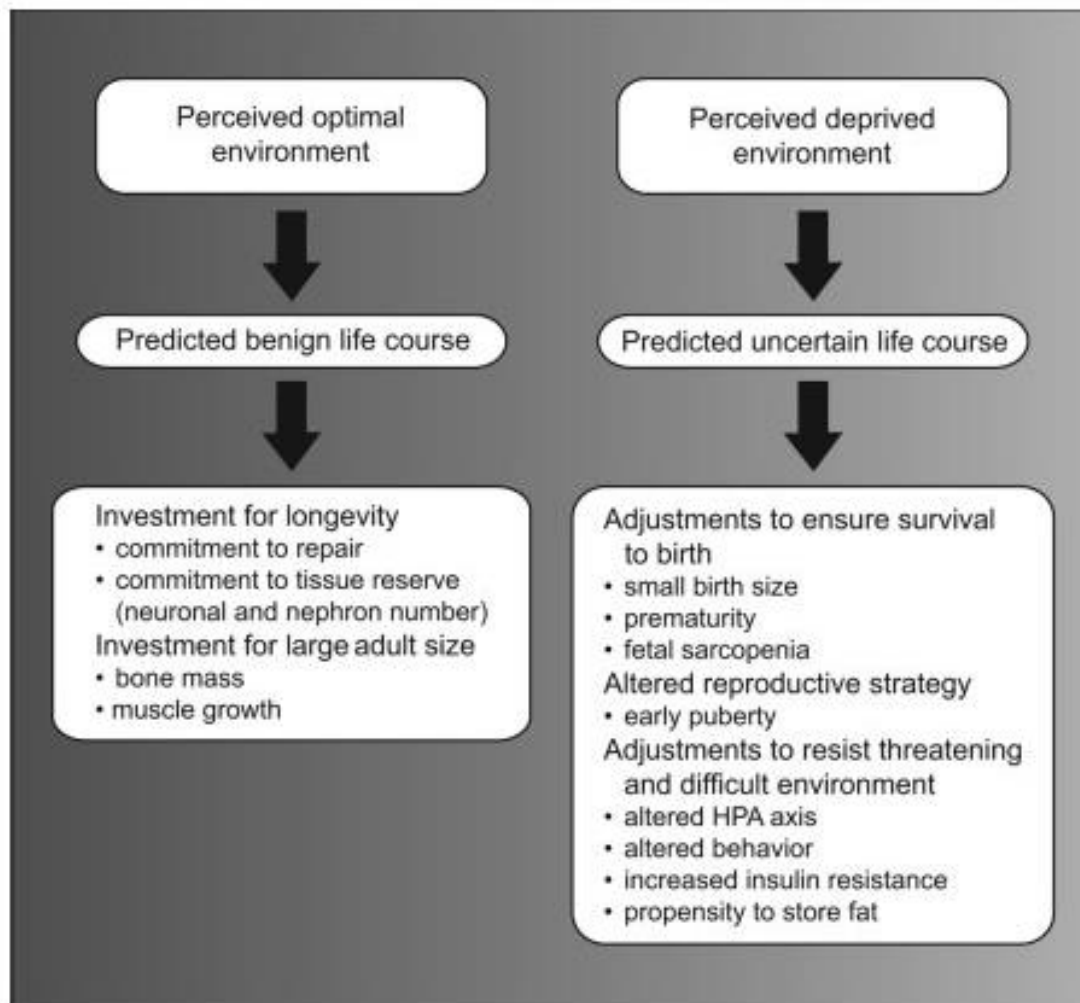 Perceived optimal
environment
Predicted benign life course
Investment for longevity
• commitment to repair
• commitment to tissue reserve
(neuronal and nephron number)
Investment for large adult size
• bone mass
• muscle growth
Perceived deprived
environment
Predicted uncertain life course
Adjustments to ensure survival
to birth
• small birth size
• prematurity
• fetal sarcopenia
Altered reproductive strategy
• early puberty
Adjustments to resist threatening
and difficult environment
• altered HPA axis
• altered behavior
• increased insulin resistance
• propensity to store fat